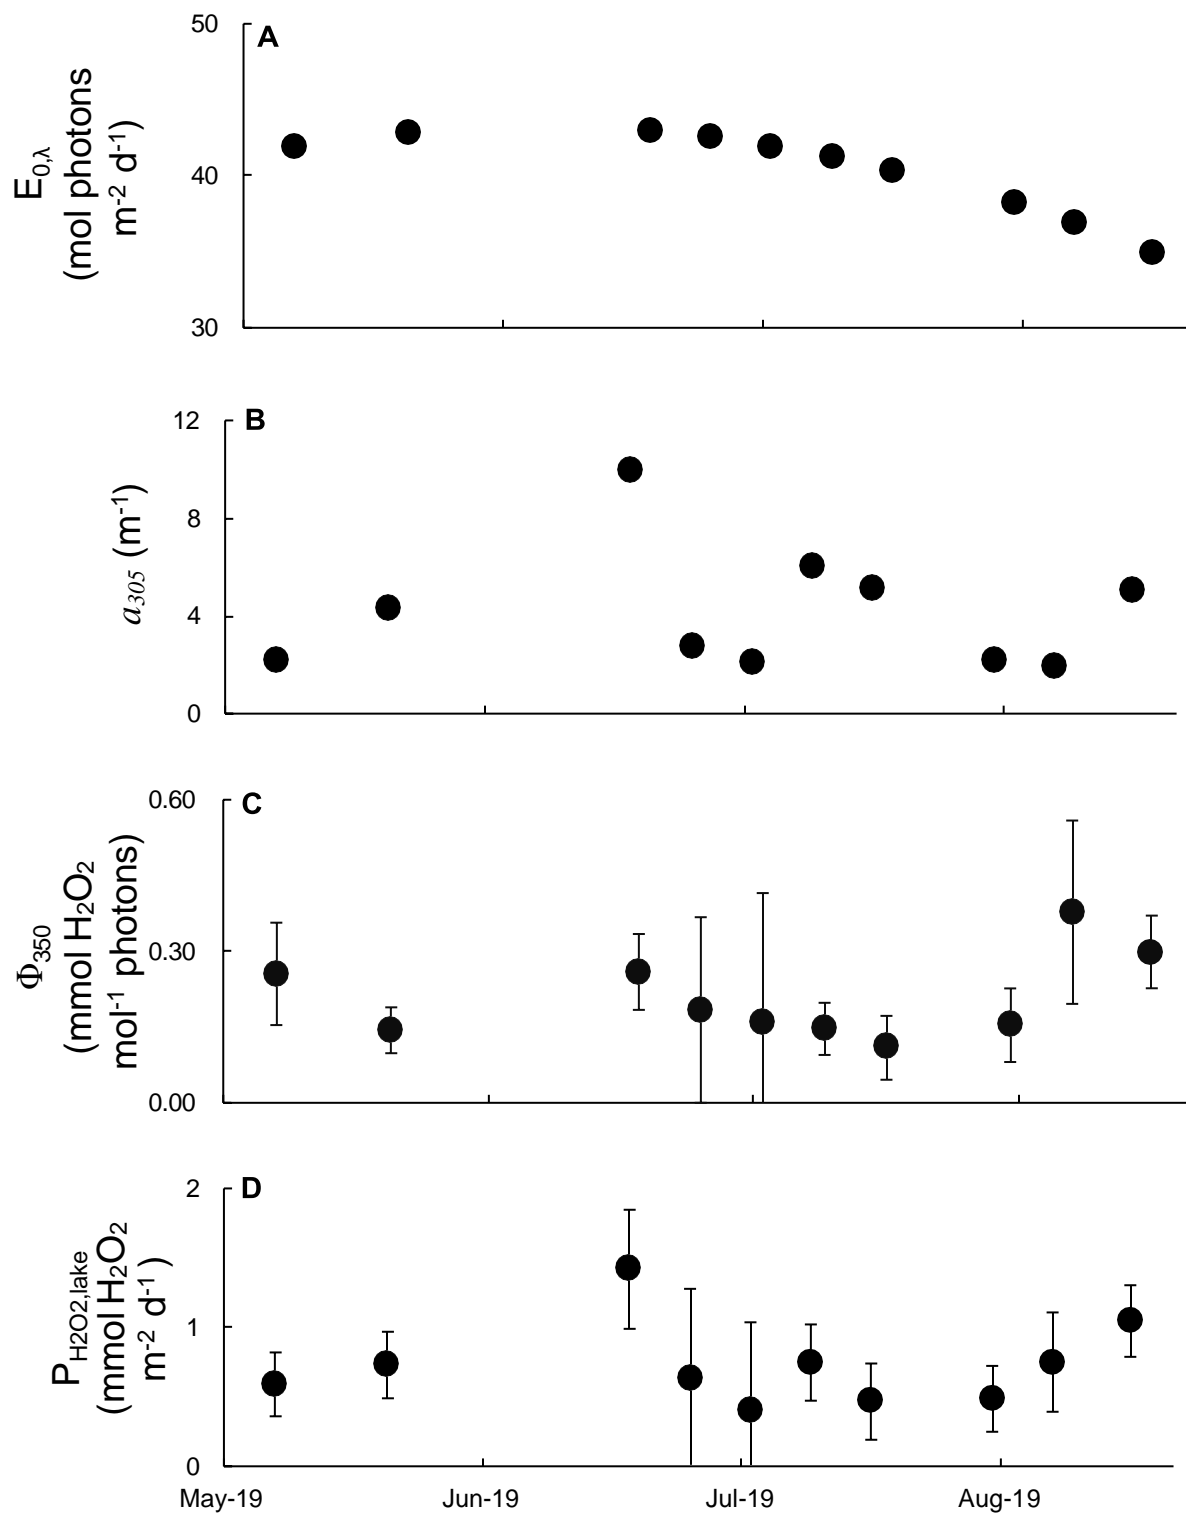 A
E0,λ
(mol photons
m-2 d-1)
50
40
30
B
a305 (m-1)
12
8
4
0
C
Φ350
(mmol H2O2
mol-1 photons)
0.60
0.30
0.00
D
PH2O2,lake
(mmol H2O2
m-2 d-1)
2
1
0
May-19 Jun-19 Jul-19 Aug-19